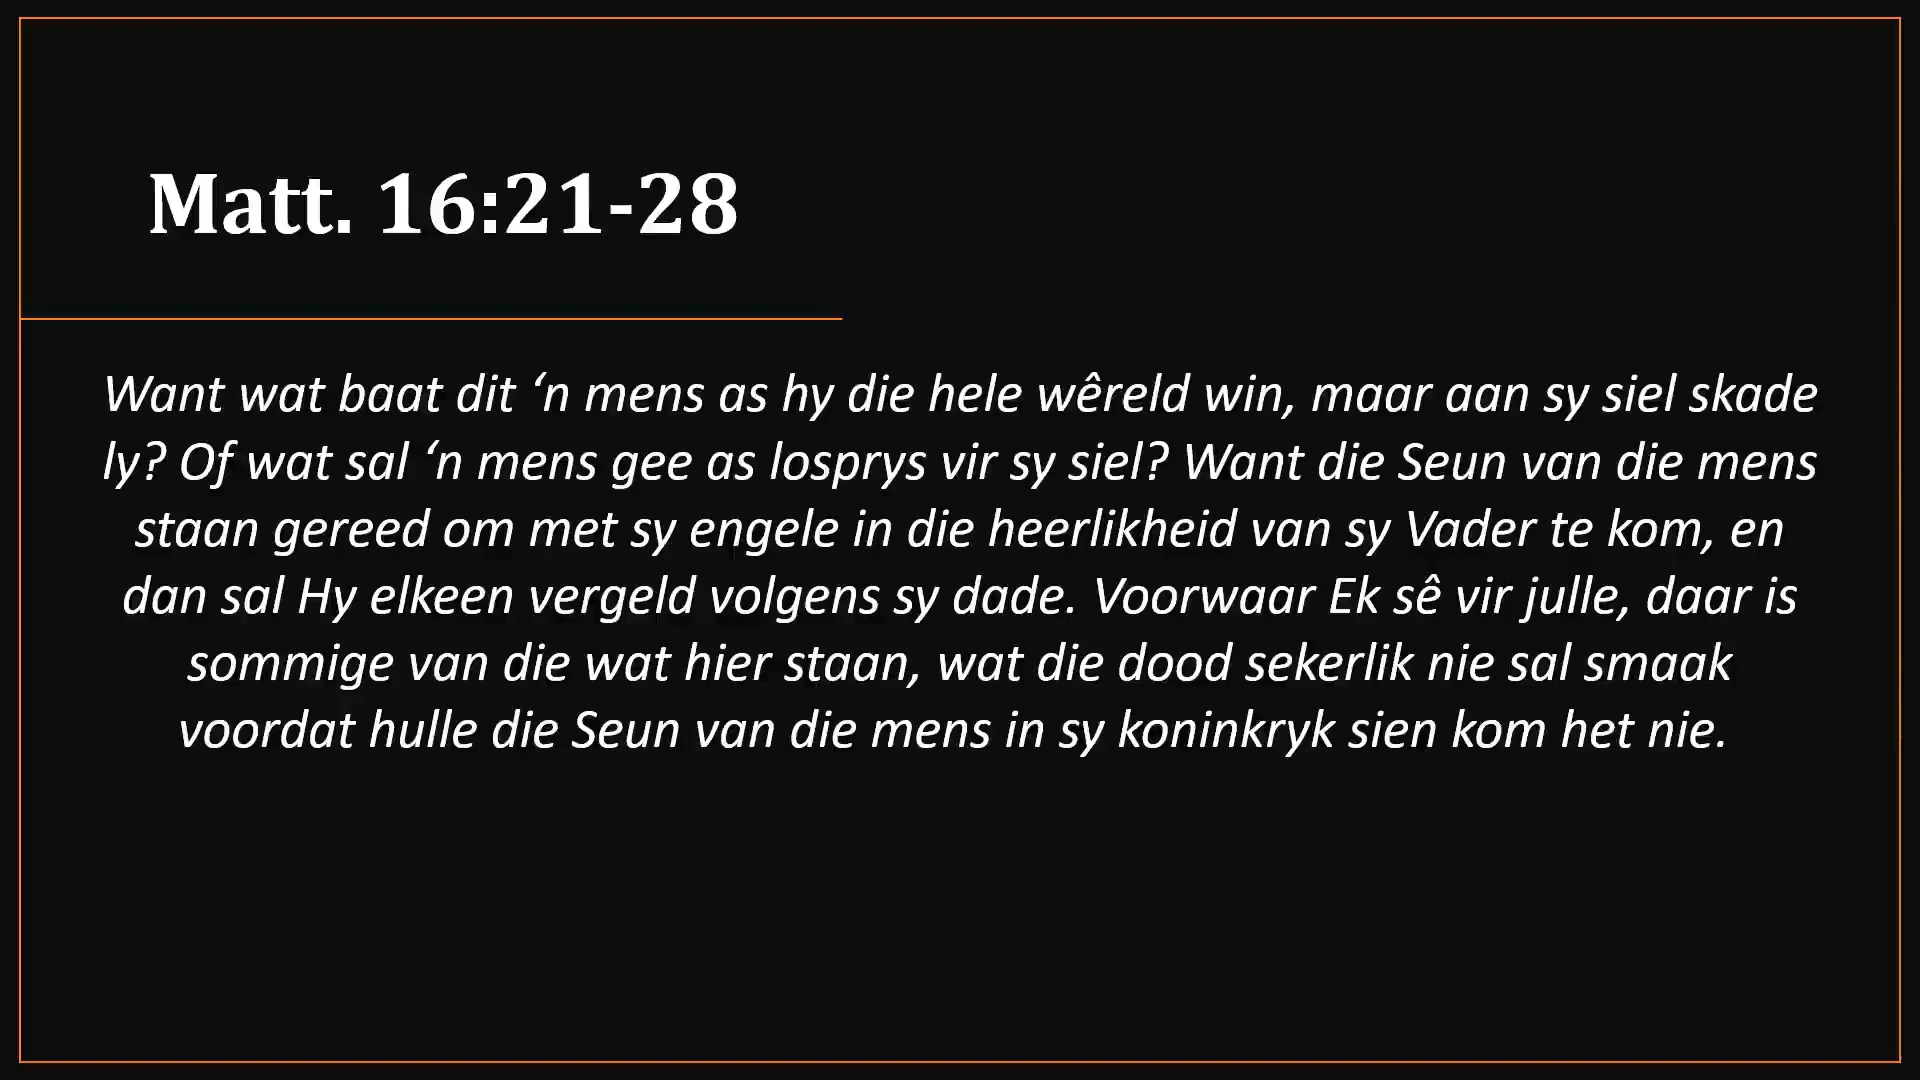 Matt. 16:21-28
Want wat baat dit ‘n mens as hy die hele wêreld win, maar aan sy siel skade
ly? Of wat sal ‘n mens gee as losprys vir sy siel? Want die Seun van die mens
staan gereed om met sy engele in die heerlikheid van sy Vader te kom, en
dan sal Hy elkeen vergeld volgens sy dade. Voorwaar Ek sê vir julle, daar is
sommige van die wat hier staan, wat die dood sekerlik nie sal smaak
voordat hulle die Seun van die mens in sy koninkryk sien kom het nie.